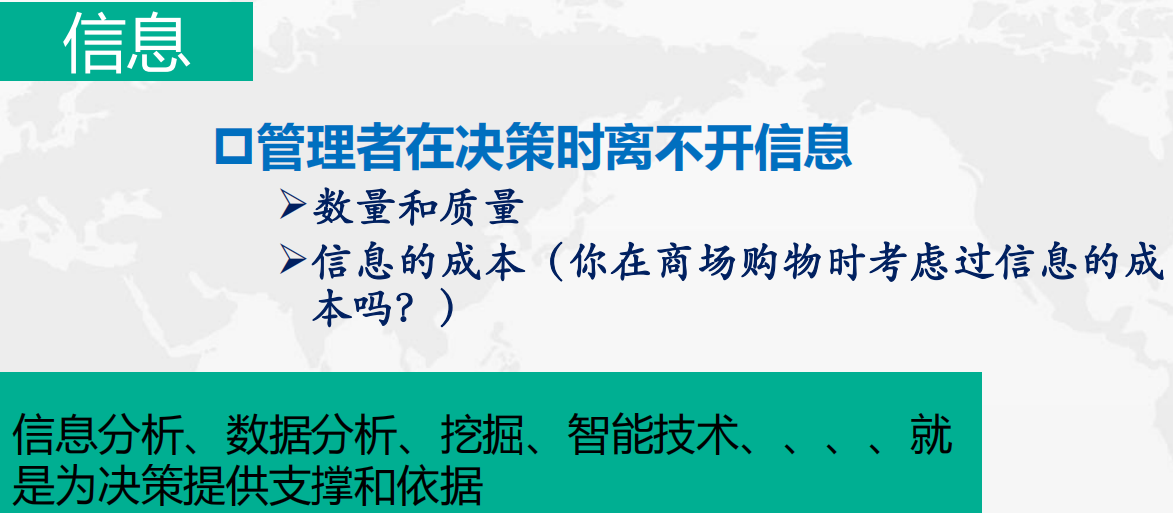 信息
管理者在决策时离不开信息
数量和质量
信息的成本（你在商场购物时考虑过信息的成
本吗？）
信息分析、数据分析、挖掘、智能技术、、、、就
是为决策提供支撑和依据